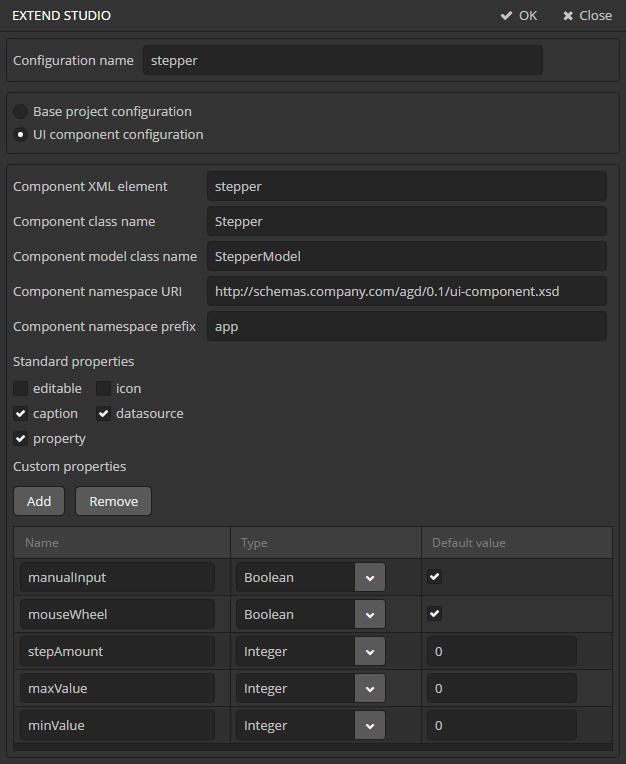 EXTEND STUDIO OK Close
Configuration name stepper
Base project configuration
UI component configuration
Component XML element stepper
Component class name Stepper
Component model class name StepperModel
Component namespace URI http://schemas.company.com/agd/0.1/ui-component.xsd
Component namespace prefix app
Standard properties
editable icon
caption datasource
property
Custom properties
Add Remove
Name Type Default value
manualInput Boolean
mouseWheel Boolean
stepAmount Integer 0
maxValue Integer 0
minValue Integer 0